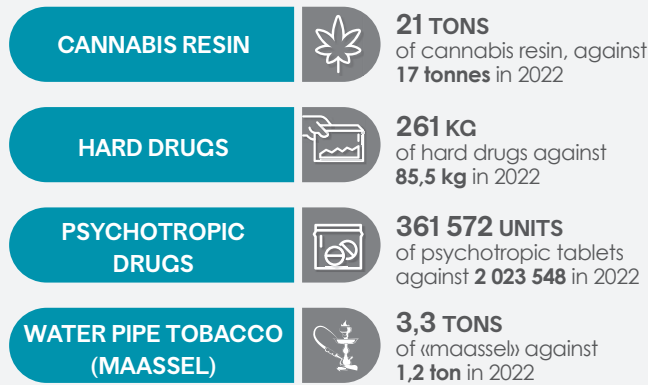 CANNABIS RESIN
21 TONS
of cannabis resin, against
17 tonnes in 2022
HARD DRUGS
261 KG
of hard drugs against
85,5 kg in 2022
PSYCHOTROPIC
DRUGS
361 572 UNITS
of psychotropic tablets
against 2 023 548 in 2022
WATER PIPE TOBACCO
(MAASSEL)
3,3 TONS
of «maassel» against
1,2 ton in 2022